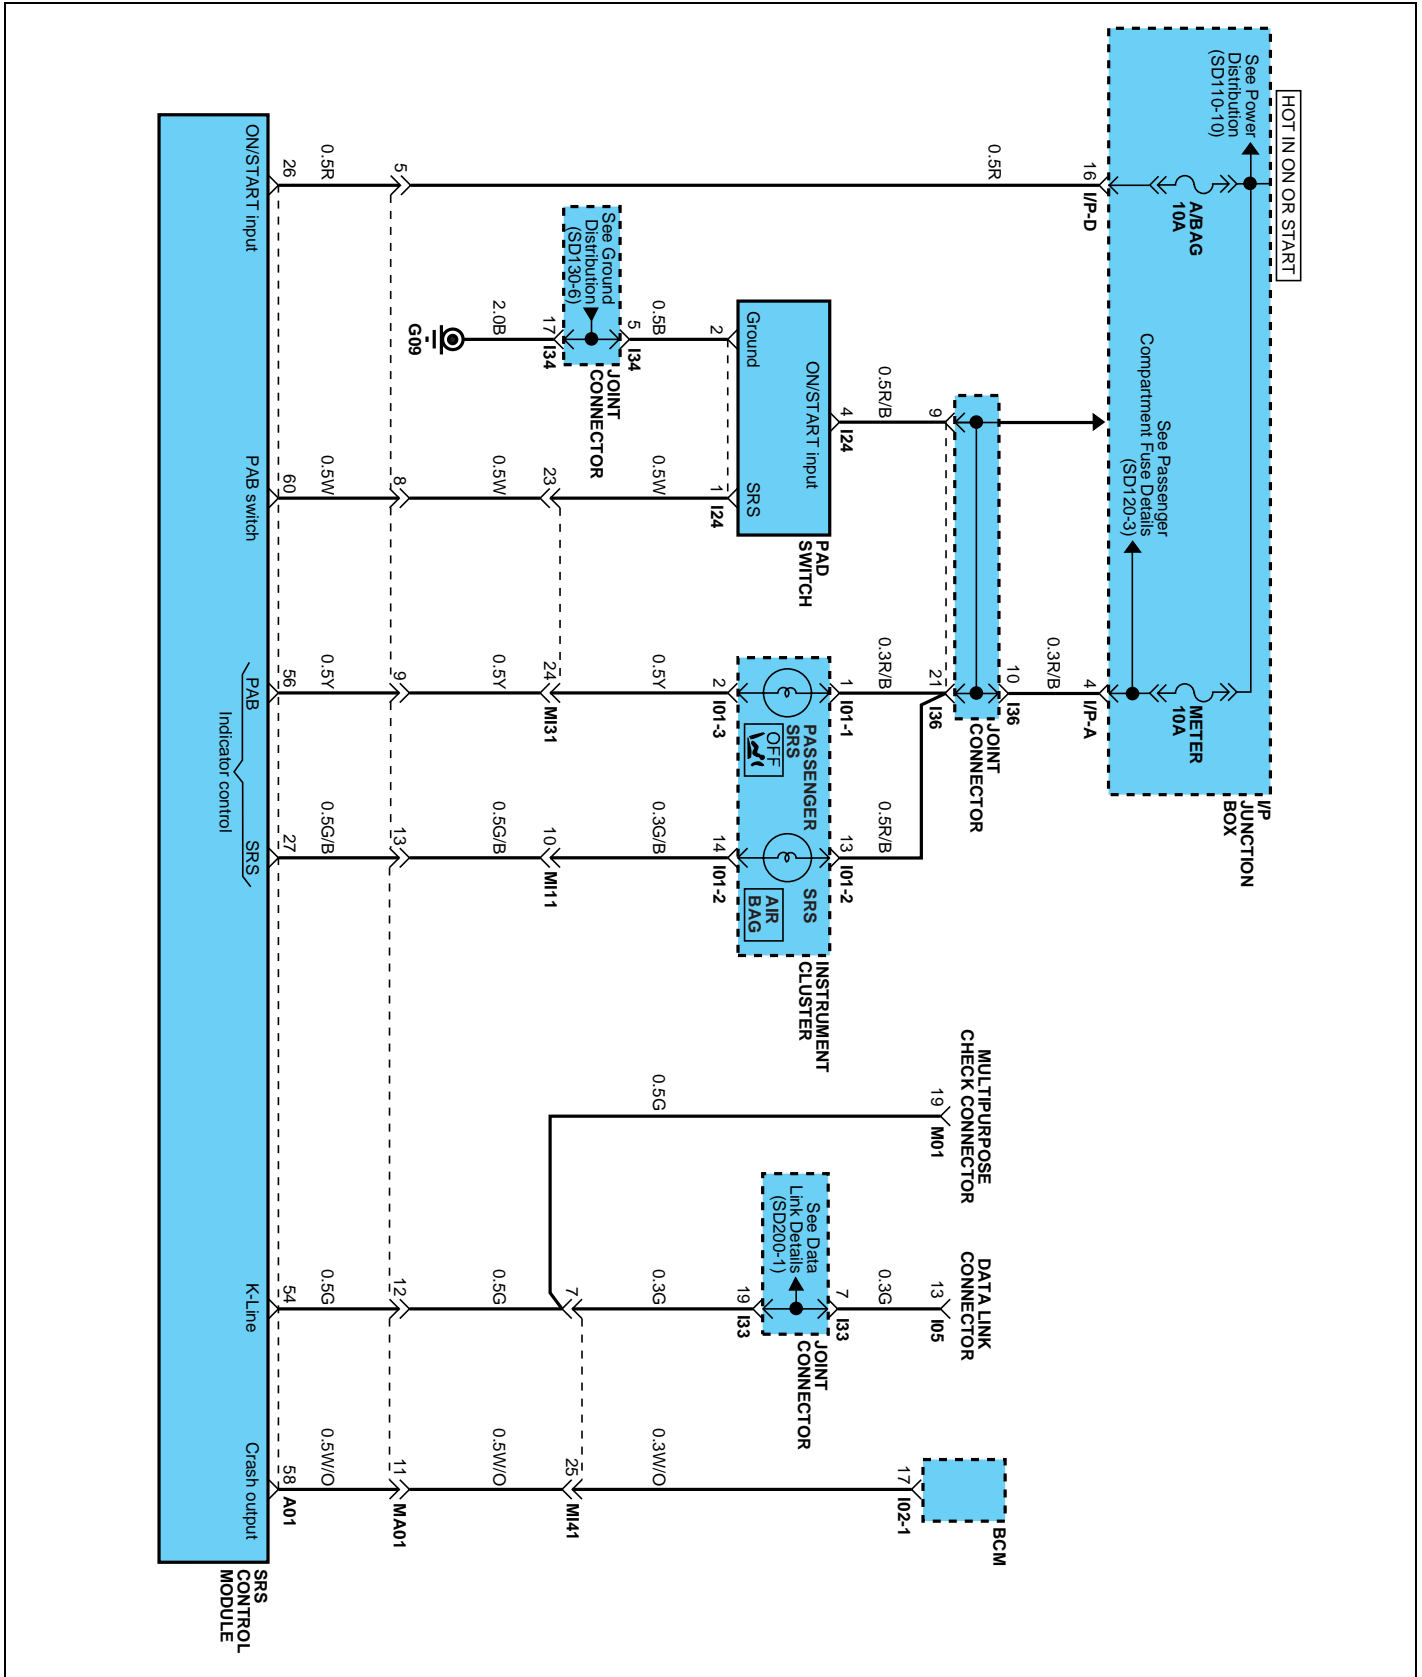 HOT IN ON OR START
See Power
Distribution
(SD110-10)
A/BAG
10A
See Passenger
Compartment Fuse Details
(SD120-3)
METER
10A
I/P
JUNCTION
BOX
16
I/P-D
4
I/P-A
0.5R
0.3R/B
10
I36
JOINT
CONNECTOR
9
21
I36
0.5R/B
0.3R/B
0.5R/B
MULTIPURPOSE
CHECK CONNECTOR
19
M01
DATA LINK
CONNECTOR
13
I05
BCM
17
I02-1
4
I24
ON/START input
Ground
SRS
PAD
SWITCH
2
1
I24
1
I01-1
13
I01-2
PASSENGER
SRS
OFF
SRS
AIR
BAG
INSTRUMENT
CLUSTER
2
I01-3
14
I01-2
0.3G
7
I33
See Data
Link Details
(SD200-1)
JOINT
CONNECTOR
19
I33
0.5B
5
I34
See Ground
Distribution
(SD130-6)
JOINT
CONNECTOR
17
I34
0.5W
0.5Y
0.3G/B
0.5G
0.3G
0.3W/O
23
24
MI31
10
MI11
7
25
MI41
2.0B
G09
0.5W
0.5Y
0.5G/B
0.5G
0.5W/O
5
8
9
13
12
11
MA01
0.5R
0.5W
0.5Y
0.5G/B
0.5G
0.5W/O
26
60
56
27
54
58
A01
ON/START input
PAB switch
PAB
SRS
Indicator control
K-Line
Crash output
SRS
CONTROL
MODULE